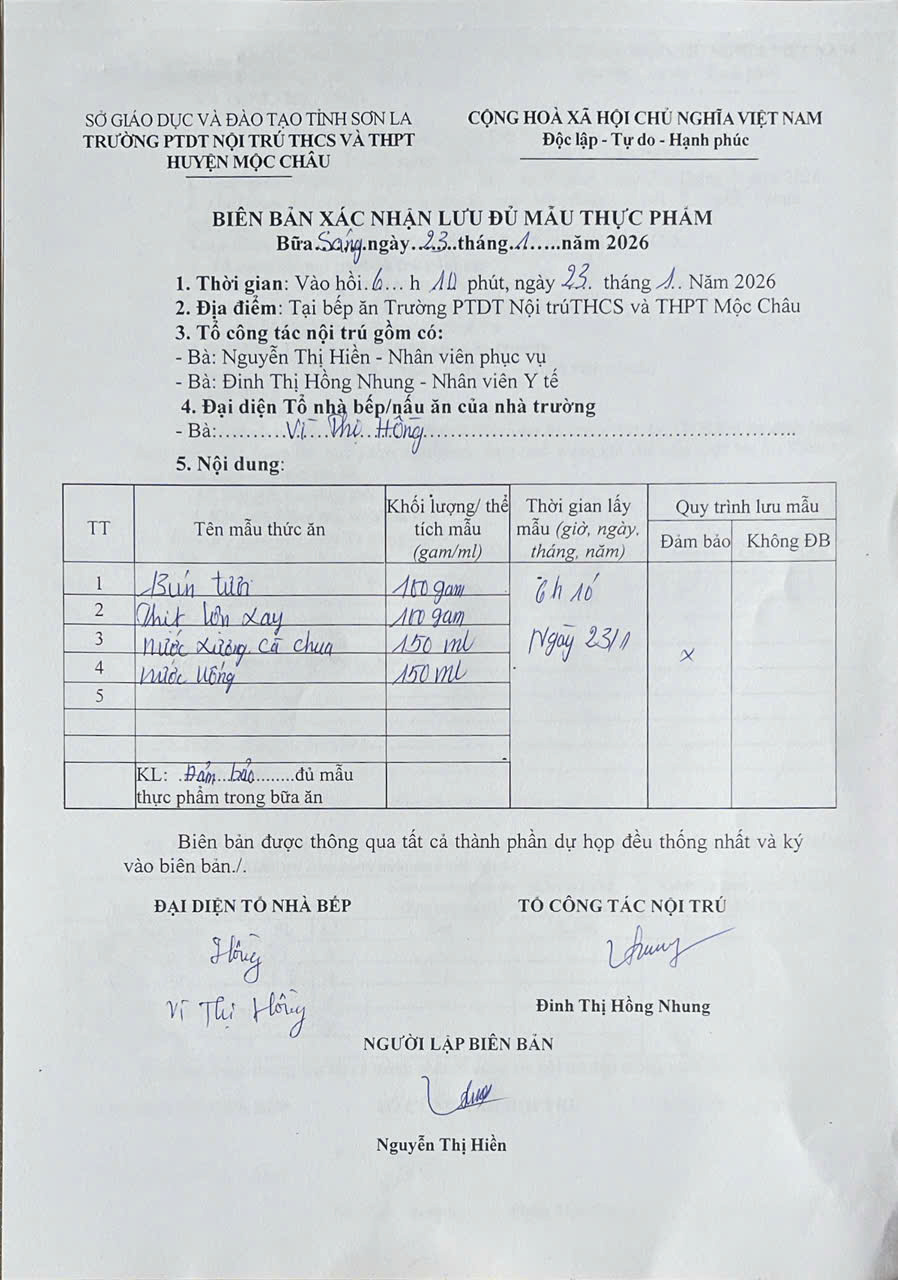 SỞ GIÁO DỤC VÀ ĐÀO TẠO TỈNH SƠN LA
TRƯỜNG PTDT NỘI TRÚ THCS VÀ THPT
HUYỆN MỘC CHÂU
CỘNG HOÀ XÃ HỘI CHỦ NGHĨA VIỆT NAM
Độc lập - Tự do - Hạnh phúc
BIÊN BẢN XÁC NHẬN LƯU ĐỦ MẪU THỰC PHẨM
Bữa.Sáng.ngày..23..tháng.1.....năm 2026
1. Thời gian: Vào hồi.6... h 10 phút, ngày 23. tháng 1.. Năm 2026
2. Địa điểm: Tại bếp ăn Trường PTDT Nội trúTHCS và THPT Mộc Châu
3. Tổ công tác nội trú gồm có:
- Bà: Nguyễn Thị Hiền - Nhân viên phục vụ
- Bà: Đinh Thị Hồng Nhung - Nhân viên Y tế
4. Đại diện Tổ nhà bếp/nấu ăn của nhà trường
- Bà:..........Vì....Thị..Hồng..................................................
5. Nội dung:
TT Tên mẫu thức ăn Khối lượng/ thể tích mẫu (gam/ml) Thời gian lấy mẫu (giờ, ngày, tháng, năm) Quy trình lưu mẫu
Đảm bảo Không ĐB
1 Bún tươi 100 gam 6h 10
2 Thịt lợn xay 100 gam
3 Nước xương cà chua 150 ml Ngày 23/1
4 Nước uống 150 ml x
5
KL: .Đảm..bảo.........đủ mẫu
thực phẩm trong bữa ăn
Biên bản được thông qua tất cả thành phần dự họp đều thống nhất và ký
vào biên bản./.
ĐẠI DIỆN TỔ NHÀ BẾP
TỔ CÔNG TÁC NỘI TRÚ
Hồng
Nhung
Vì Thị Hồng
Đinh Thị Hồng Nhung
NGƯỜI LẬP BIÊN BẢN
Nguyễn Thị Hiền